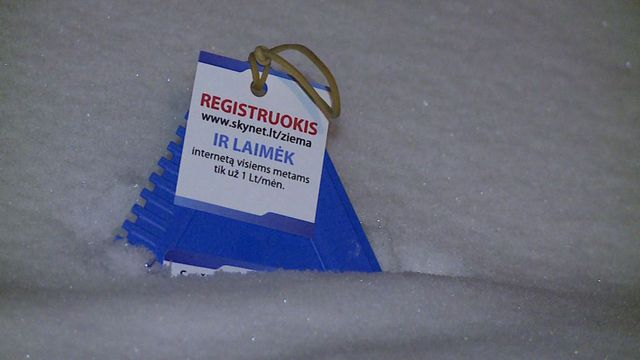 REGISTRUOKIS
www.skynet.lt/ziema
IR LAIMĖK
internetą visiems metams
tik už 1 Lt/mėn.